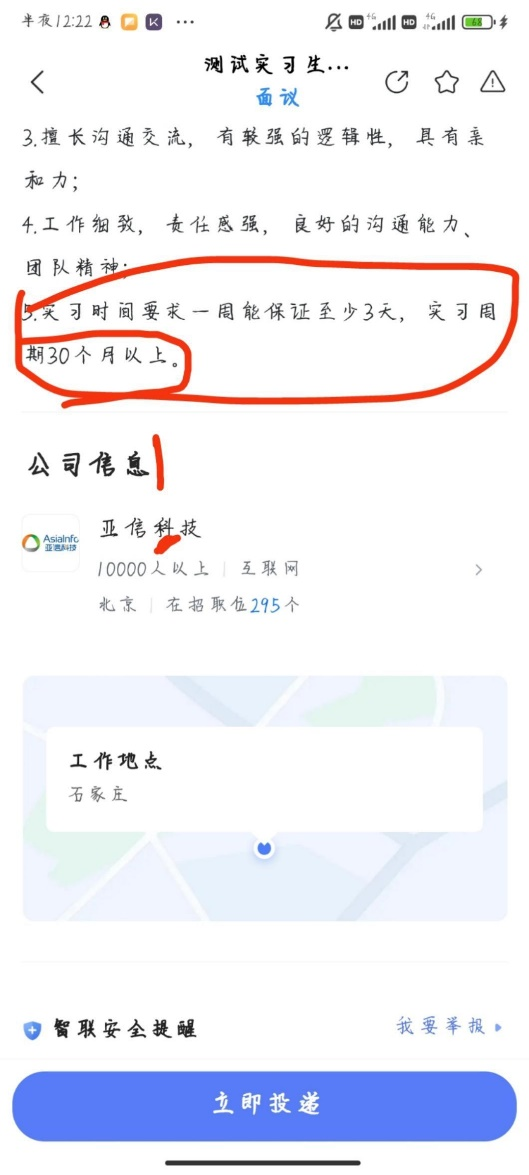 半夜12:22 ... HD 4G HD 4G 68
测试实习生...
面议
3.擅长沟通交流，有较强的逻辑性，具有亲
和力；
4.工作细致，责任感强，良好的沟通能力、
团队精神；
5.实习时间要求一周能保证至少3天，实习周
期30个月以上。
公司信息
AsiaInfo
亚信科技
亚信科技
10000人以上 | 互联网
北京 | 在招职位295个
工作地点
石家庄
智联安全提醒 我要举报
立即投递